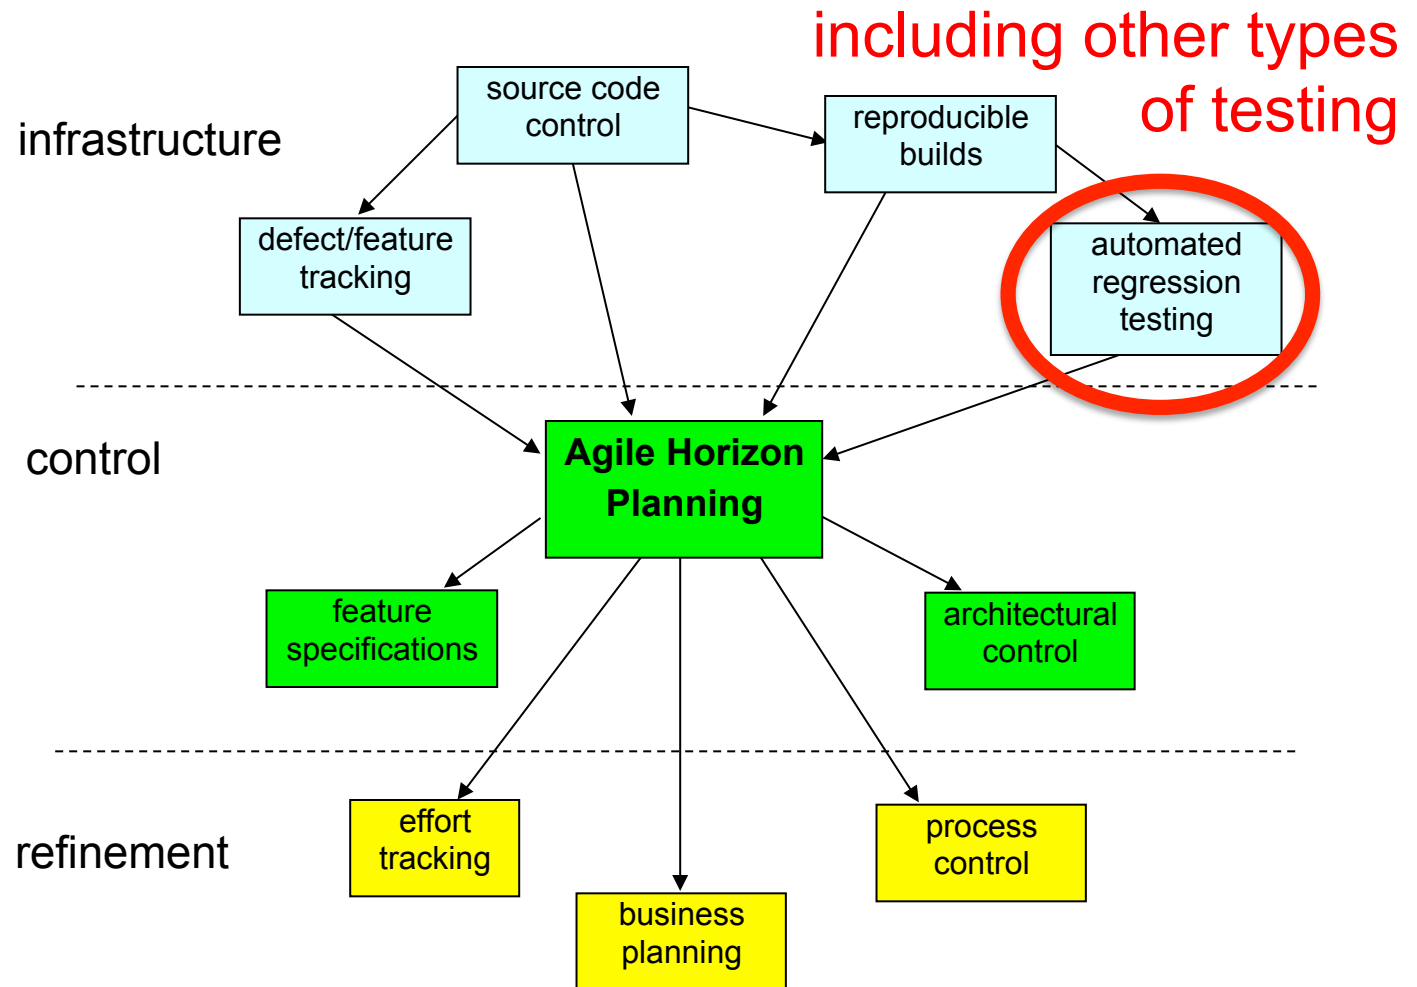 including other types
of testing
infrastructure
source code
control
reproducible
builds
defect/feature
tracking
automated
regression
testing
control
Agile Horizon
Planning
feature
specifications
architectural
control
refinement
effort
tracking
process
control
business
planning